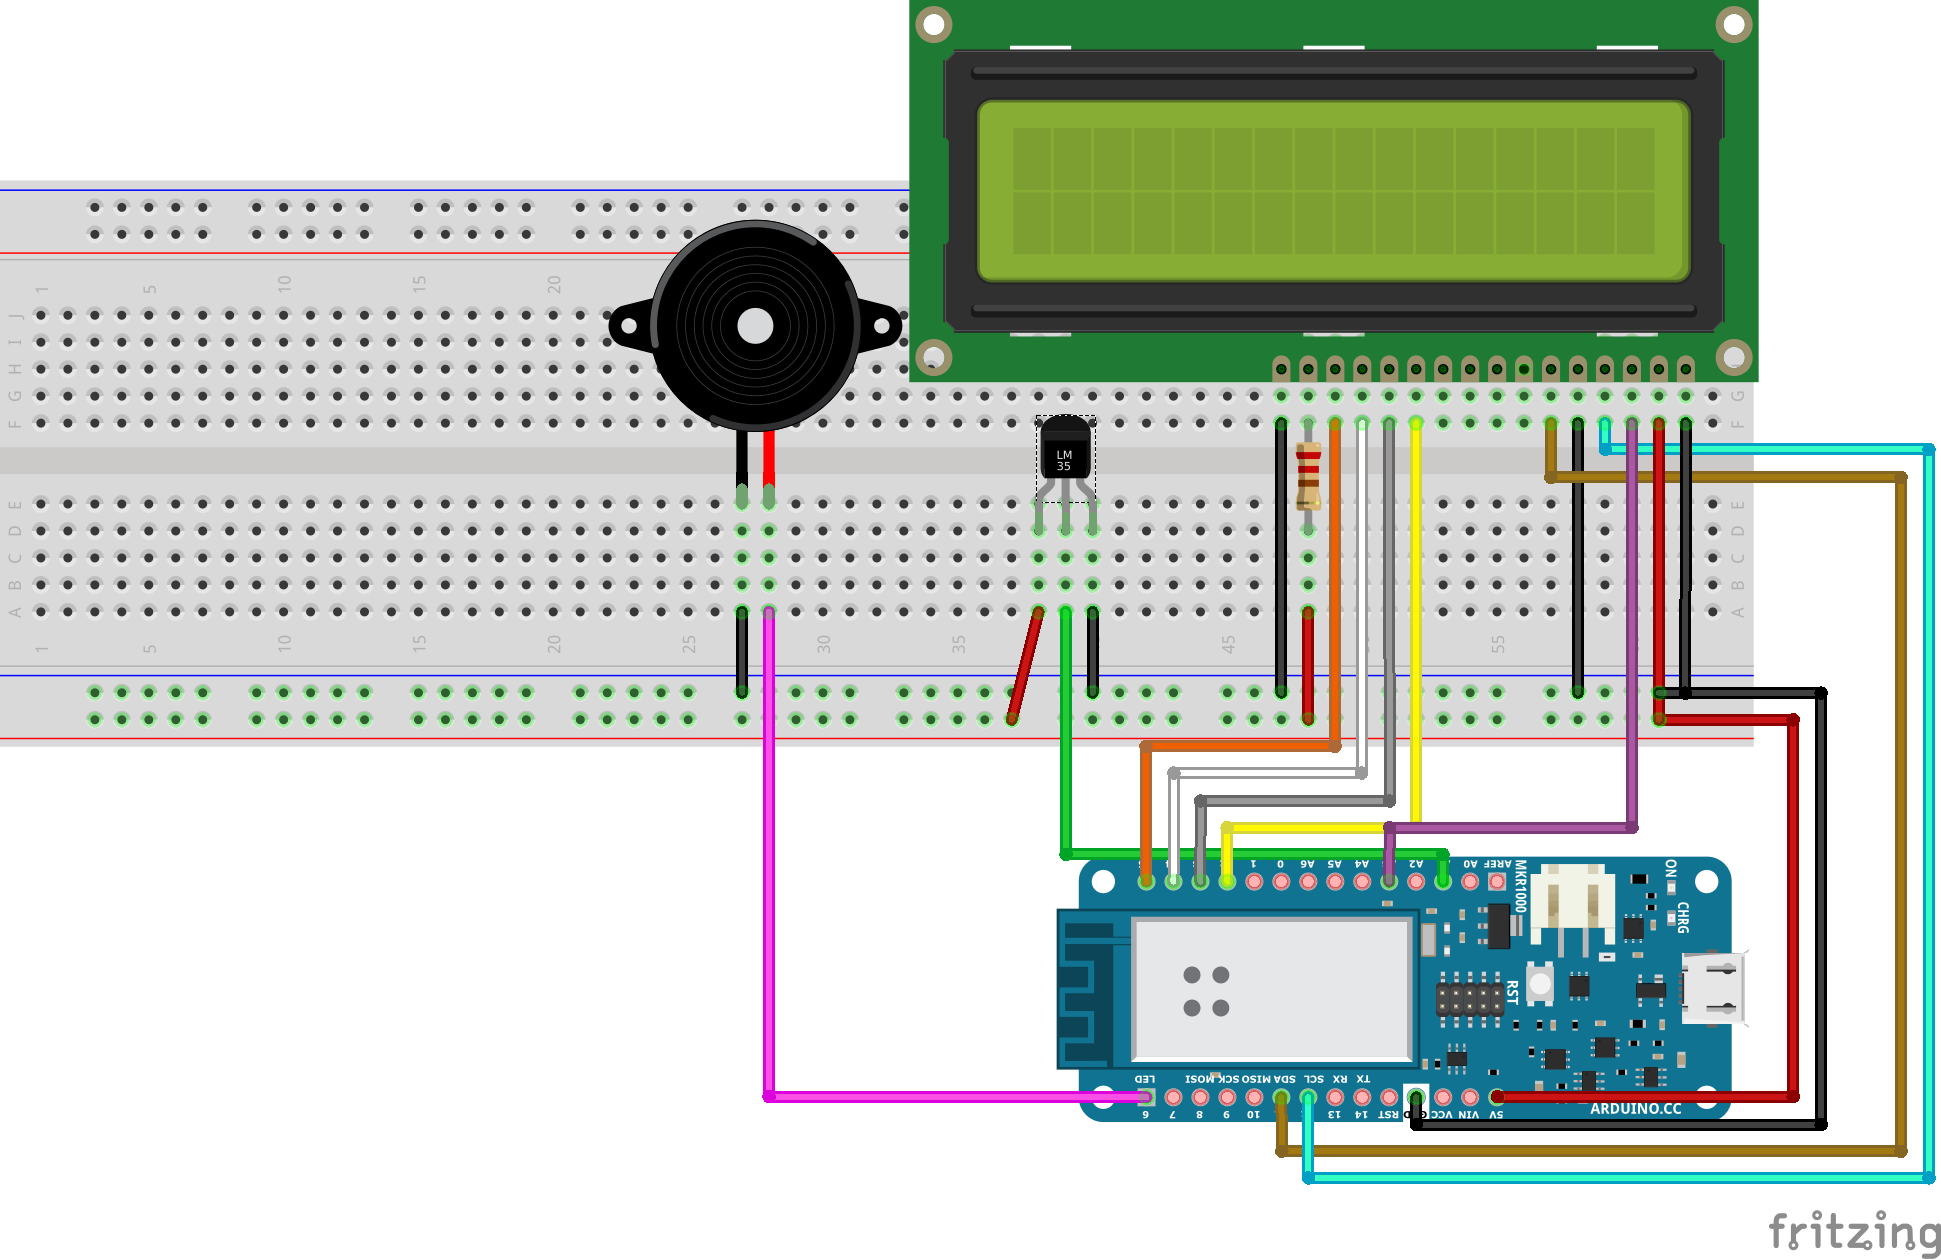 1 5 10 15 20
J
I
H
G G
F F
LM
35
E E
D D
C C
B B
A A
1 5 10 15 20 25 30 35 45 55
1 0 A6 A5 A4 A2 A0 AREF
MKR1000
ON
CHRG
RST
LED MOSI SCK MISO SDA SCL RX TX
6 7 8 9 10 13 14 RST VCC VIN 5V
ARDUINO.CC
fritzing